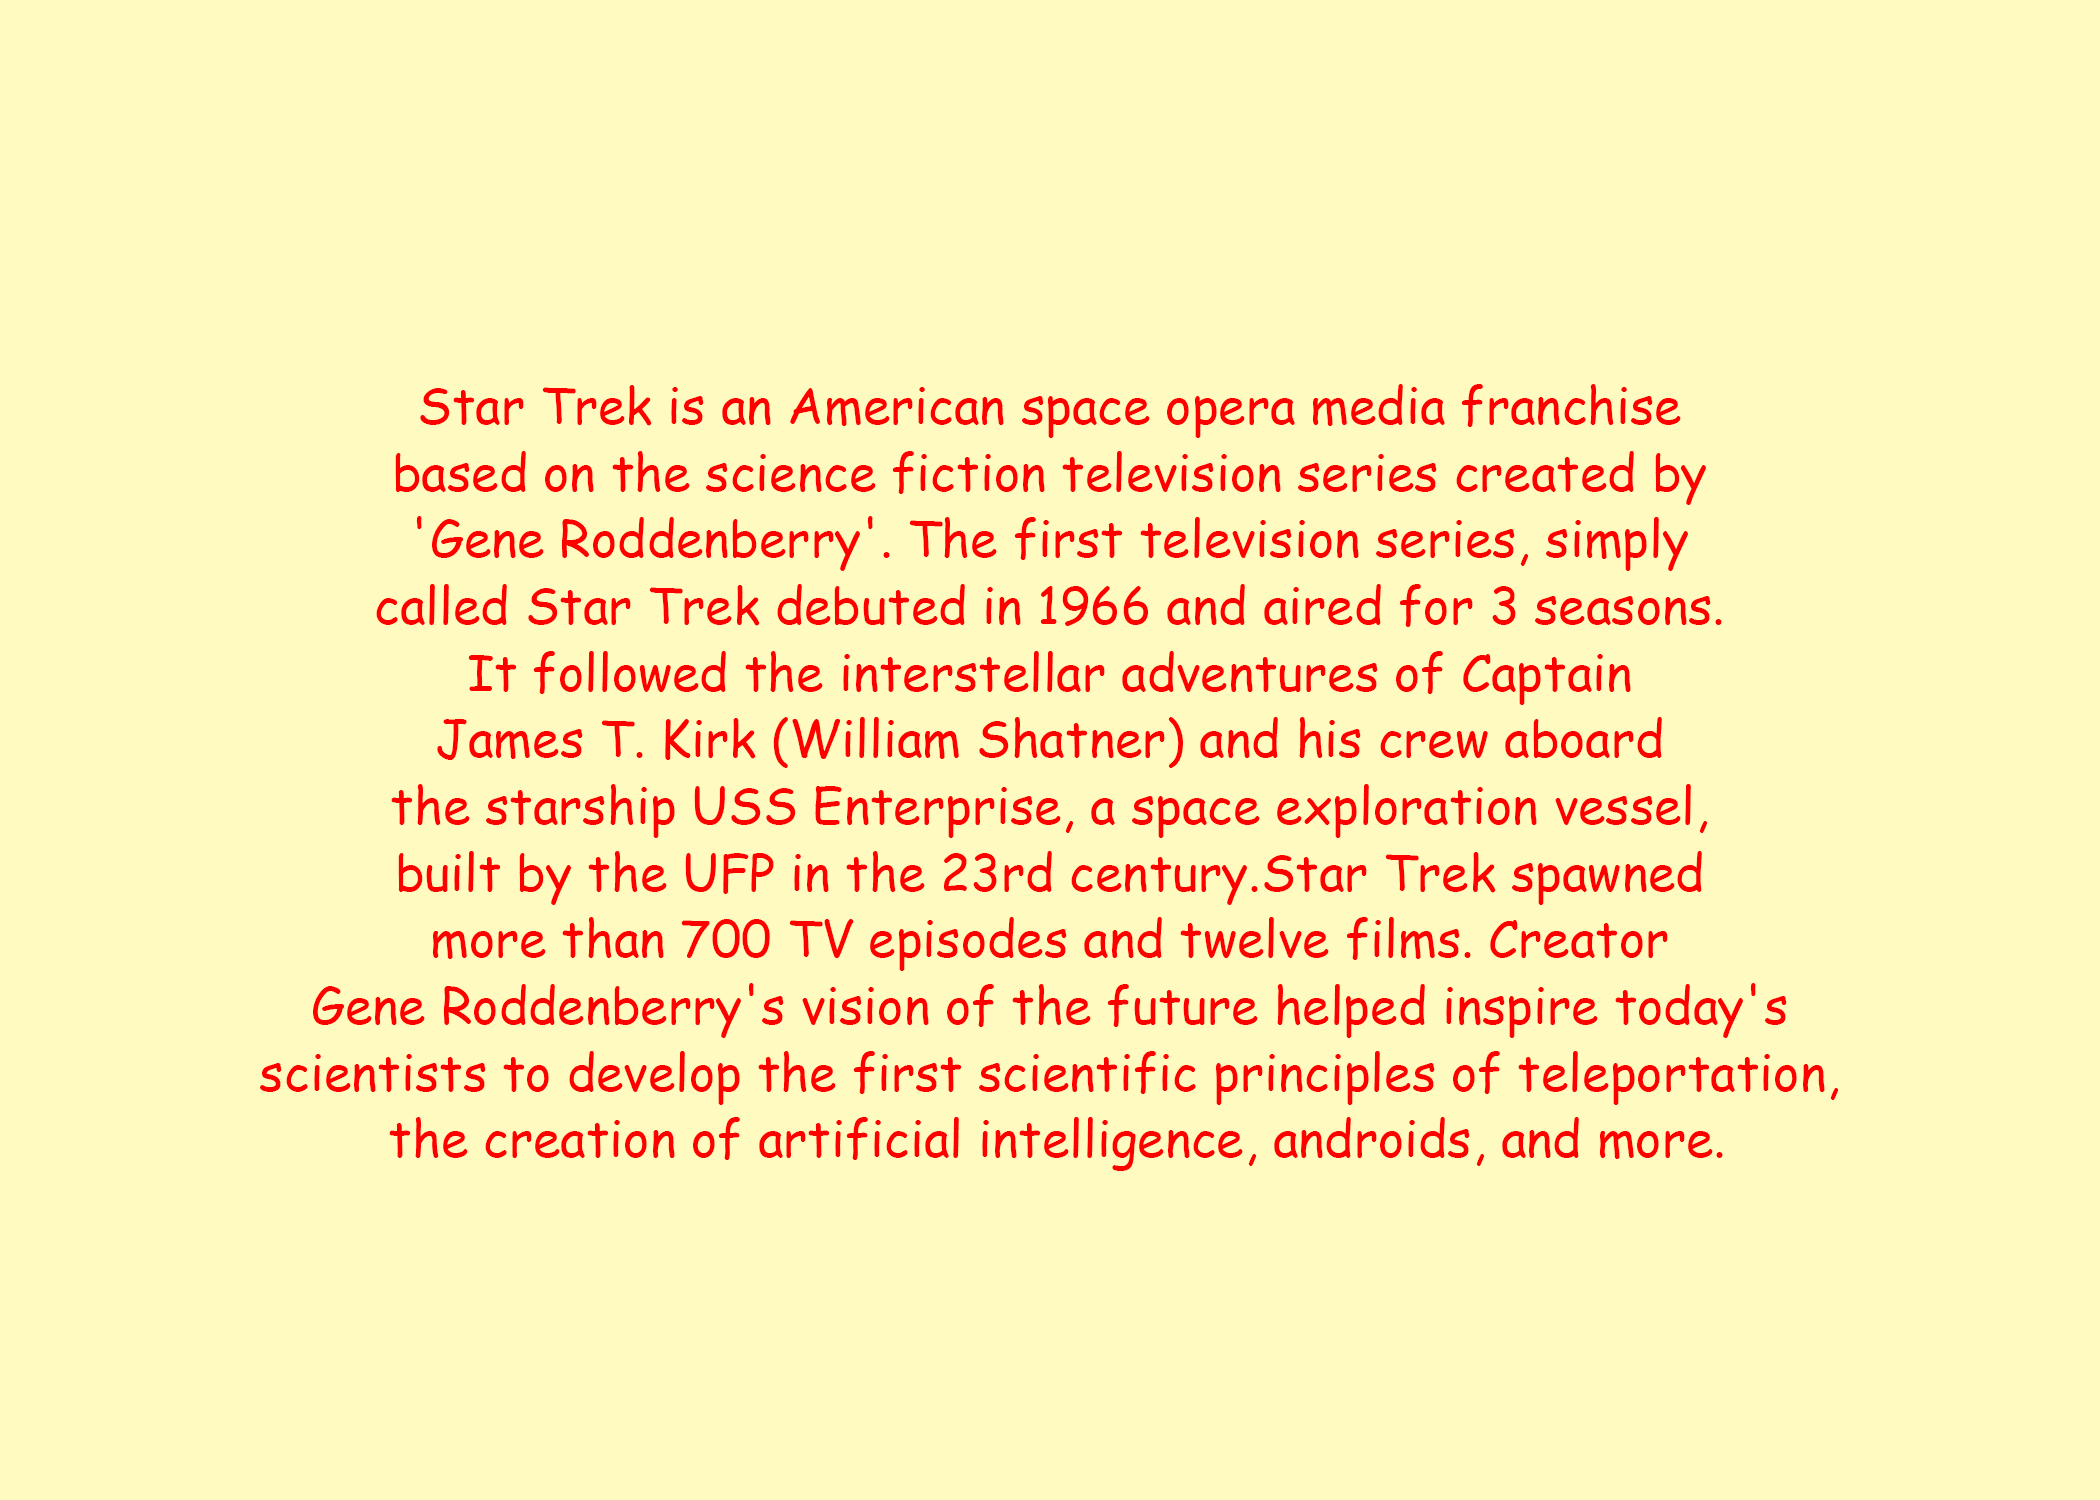 Star Trek is an American space opera media franchise
based on the science fiction television series created by
'Gene Roddenberry'. The first television series, simply
called Star Trek debuted in 1966 and aired for 3 seasons.
It followed the interstellar adventures of Captain
James T. Kirk (William Shatner) and his crew aboard
the starship USS Enterprise, a space exploration vessel,
built by the UFP in the 23rd century.Star Trek spawned
more than 700 TV episodes and twelve films. Creator
Gene Roddenberry's vision of the future helped inspire today's
scientists to develop the first scientific principles of teleportation,
the creation of artificial intelligence, androids, and more.